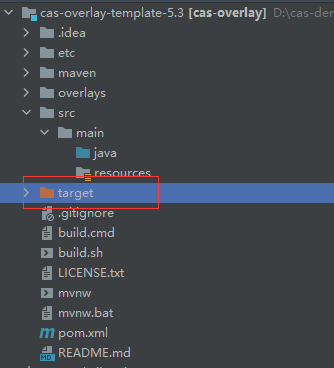 cas-overlay-template-5.3 [cas-overlay] D:\cas-der
.idea
etc
maven
overlays
src
main
java
resources
target
.gitignore
build.cmd
build.sh
LICENSE.txt
mvnw
mvnw.bat
pom.xml
README.md